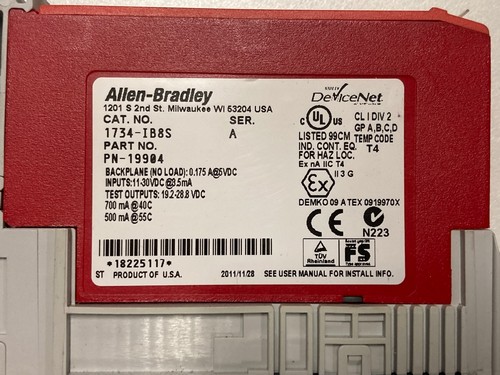 Allen-Bradley
1201 S 2nd St. Milwaukee WI 53204 USA
CAT. NO. SER.
1734-IB8S A
PART NO.
PN-19904
BACKPLANE (NO LOAD): 0.175 A@5VDC
INPUTS:11-30VDC @3.5mA
TEST OUTPUTS: 19.2-28.8 VDC
700 mA @40C
500 mA @55C
*18225117*
ST PRODUCT OF U.S.A. 2011/11/28 SEE USER MANUAL FOR INSTALL INFO.
SAFETY
DeviceNet
c UL US
CL I DIV 2
GP A,B,C,D
TEMP CODE
T4
LISTED 99CM
IND. CONT. EQ.
FOR HAZ LOC.
Ex nA IIC T4
Ex II 3 G
DEMKO 09 ATEX 0919970X
CE
N223
TÜV
Rheinland
FS